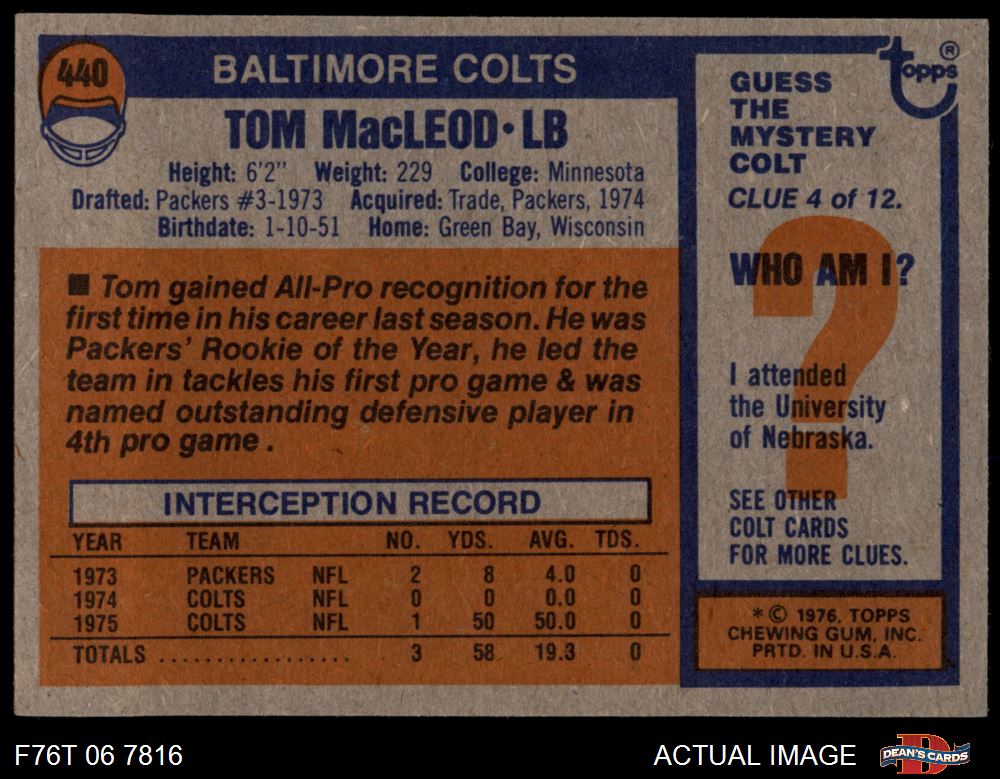 440
BALTIMORE COLTS
TOM MacLEOD • LB
Height: 6'2" Weight: 229 College: Minnesota
Drafted: Packers #3-1973 Acquired: Trade, Packers, 1974
Birthdate: 1-10-51 Home: Green Bay, Wisconsin
■ Tom gained All-Pro recognition for the
first time in his career last season. He was
Packers' Rookie of the Year, he led the
team in tackles his first pro game & was
named outstanding defensive player in
4th pro game .
INTERCEPTION RECORD
YEAR TEAM NO. YDS. AVG. TDS.
1973 PACKERS NFL 2 8 4.0 0
1974 COLTS NFL 0 0 0.0 0
1975 COLTS NFL 1 50 50.0 0
TOTALS .................. 3 58 19.3 0
topps ®
GUESS
THE
MYSTERY
COLT
CLUE 4 of 12.
?
WHO AM I?
I attended
the University
of Nebraska.
SEE OTHER
COLT CARDS
FOR MORE CLUES.
* © 1976, TOPPS
CHEWING GUM, INC.
PRTD. IN U.S.A.
F76T 06 7816
ACTUAL IMAGE
D
DEAN'S CARDS